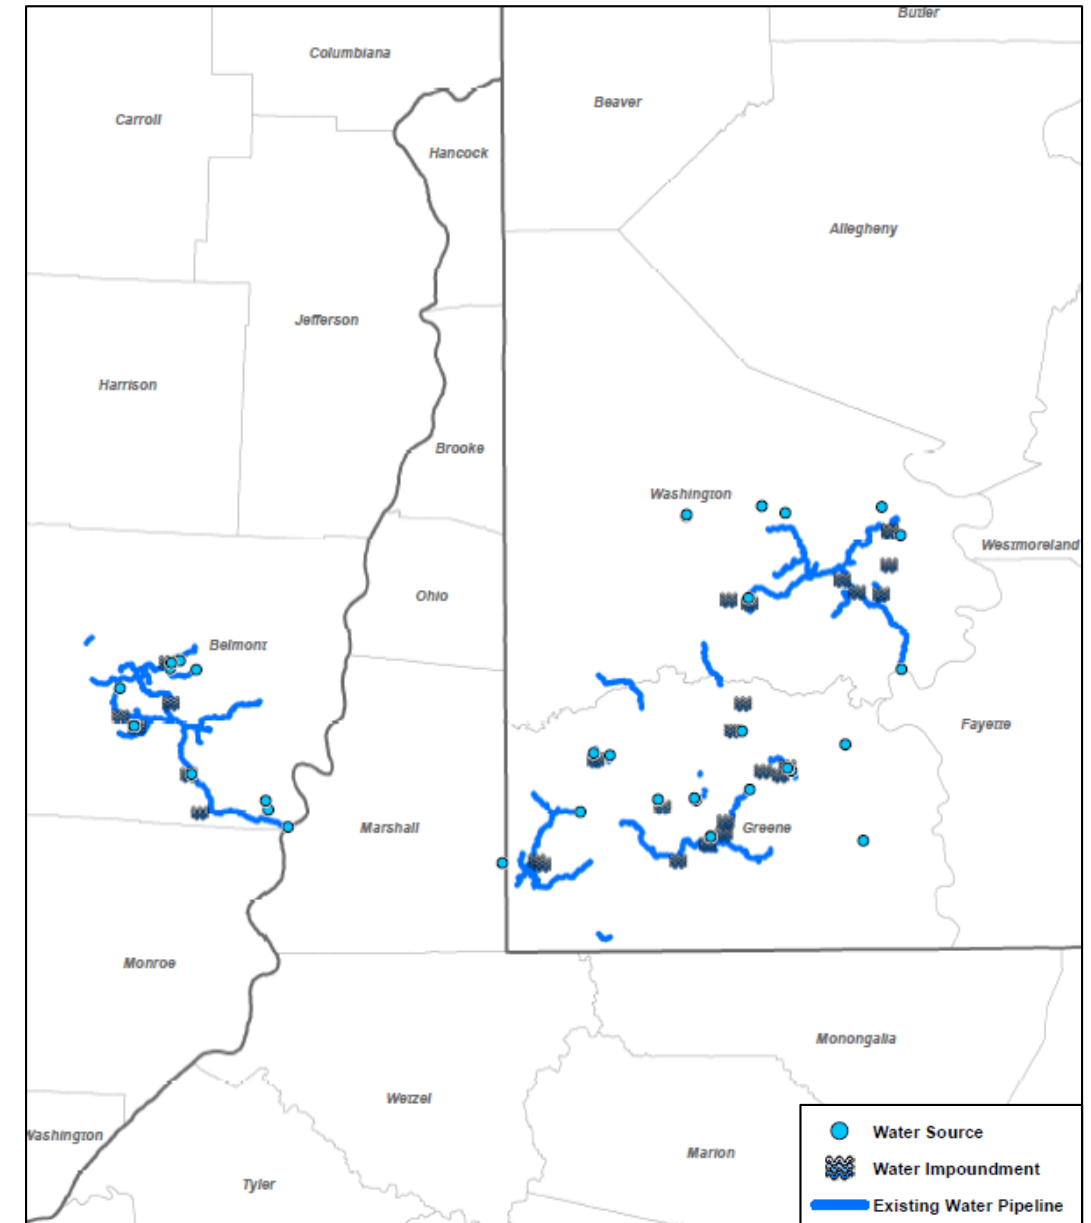 Butler
Columbiana
Beaver
Carroll
Hancock
Allegheny
Jefferson
Harrison
Brooke
Washington
Westmoreland
Ohio
Belmont
Fayette
Marshall
Greene
Monroe
Monongalia
Wetzel
Washington
Marion
Tyler
Water Source
Water Impoundment
Existing Water Pipeline